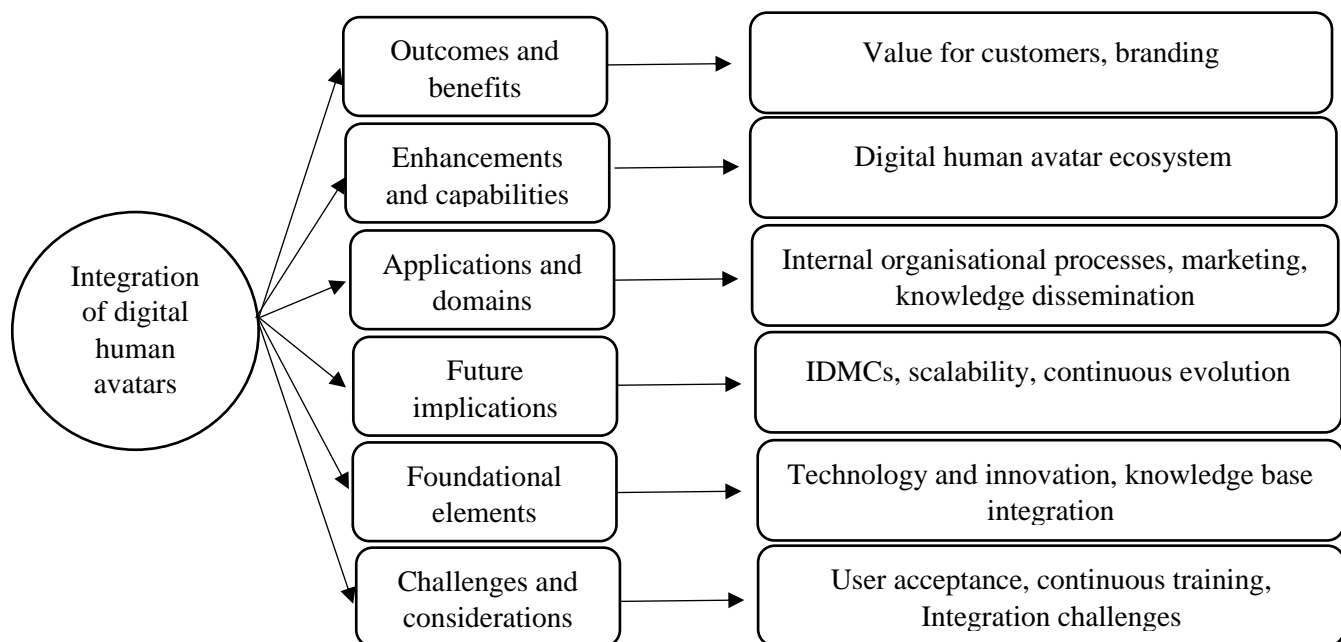 Outcomes and
benefits
Value for customers, branding
Enhancements
and capabilities
Digital human avatar ecosystem
Integration
of digital
human
avatars
Applications and
domains
Internal organisational processes, marketing,
knowledge dissemination
Future
implications
IDMCs, scalability, continuous evolution
Foundational
elements
Technology and innovation, knowledge base
integration
Challenges and
considerations
User acceptance, continuous training,
Integration challenges